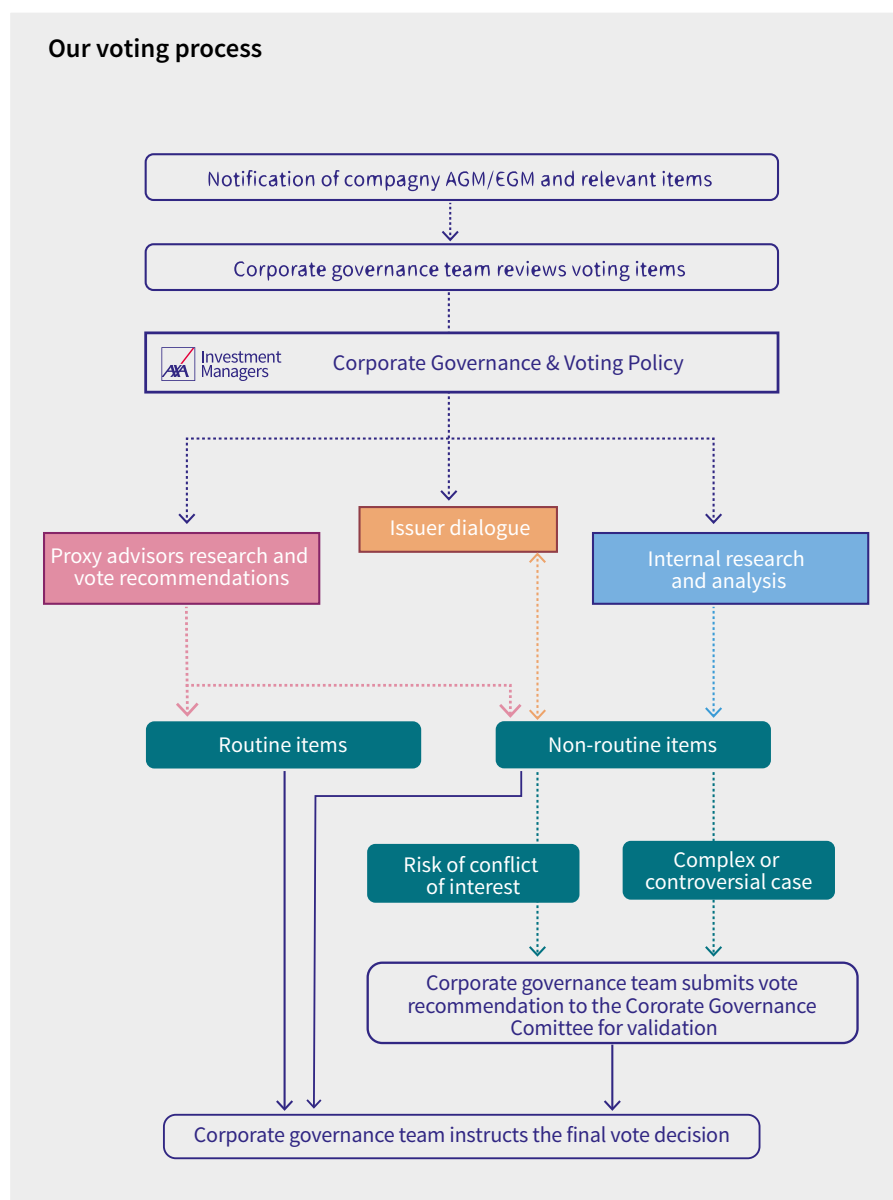 Our voting process
Notification of compagny AGM/EGM and relevant items
Corporate governance team reviews voting items
AXA
Investment
Managers
Corporate Governance & Voting Policy
Issuer dialogue
Proxy advisors research and
vote recommendations
Internal research
and analysis
Routine items
Non-routine items
Risk of conflict
of interest
Complex or
controversial case
Corporate governance team submits vote
recommendation to the Cororate Governance
Comittee for validation
Corporate governance team instructs the final vote decision